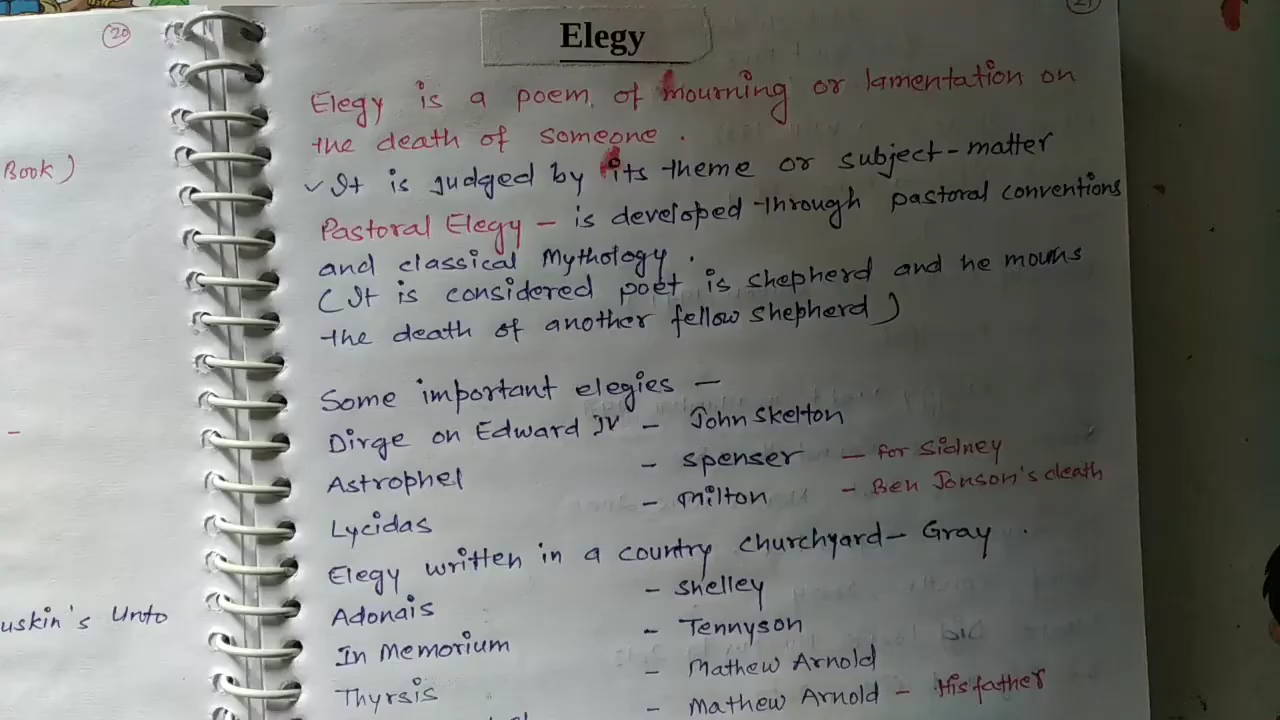 20
21
Elegy
Elegy is a poem of mourning or lamentation on
the death of someone.
✓ It is judged by its theme or subject-matter
Pastoral Elegy – is developed through pastoral conventions
and classical Mythology.
(It is considered poet is shepherd and he mourns
the death of another fellow shepherd)
Some important elegies –
Dirge on Edward IV – John Skelton
Astrophel – Spenser – for Sidney
Lycidas – Milton – Ben Jonson's death
Elegy written in a country churchyard – Gray.
Adonais – Shelley
In Memorium – Tennyson
Thyrsis – Mathew Arnold
– Mathew Arnold – His father
Book)
uskin's Unto